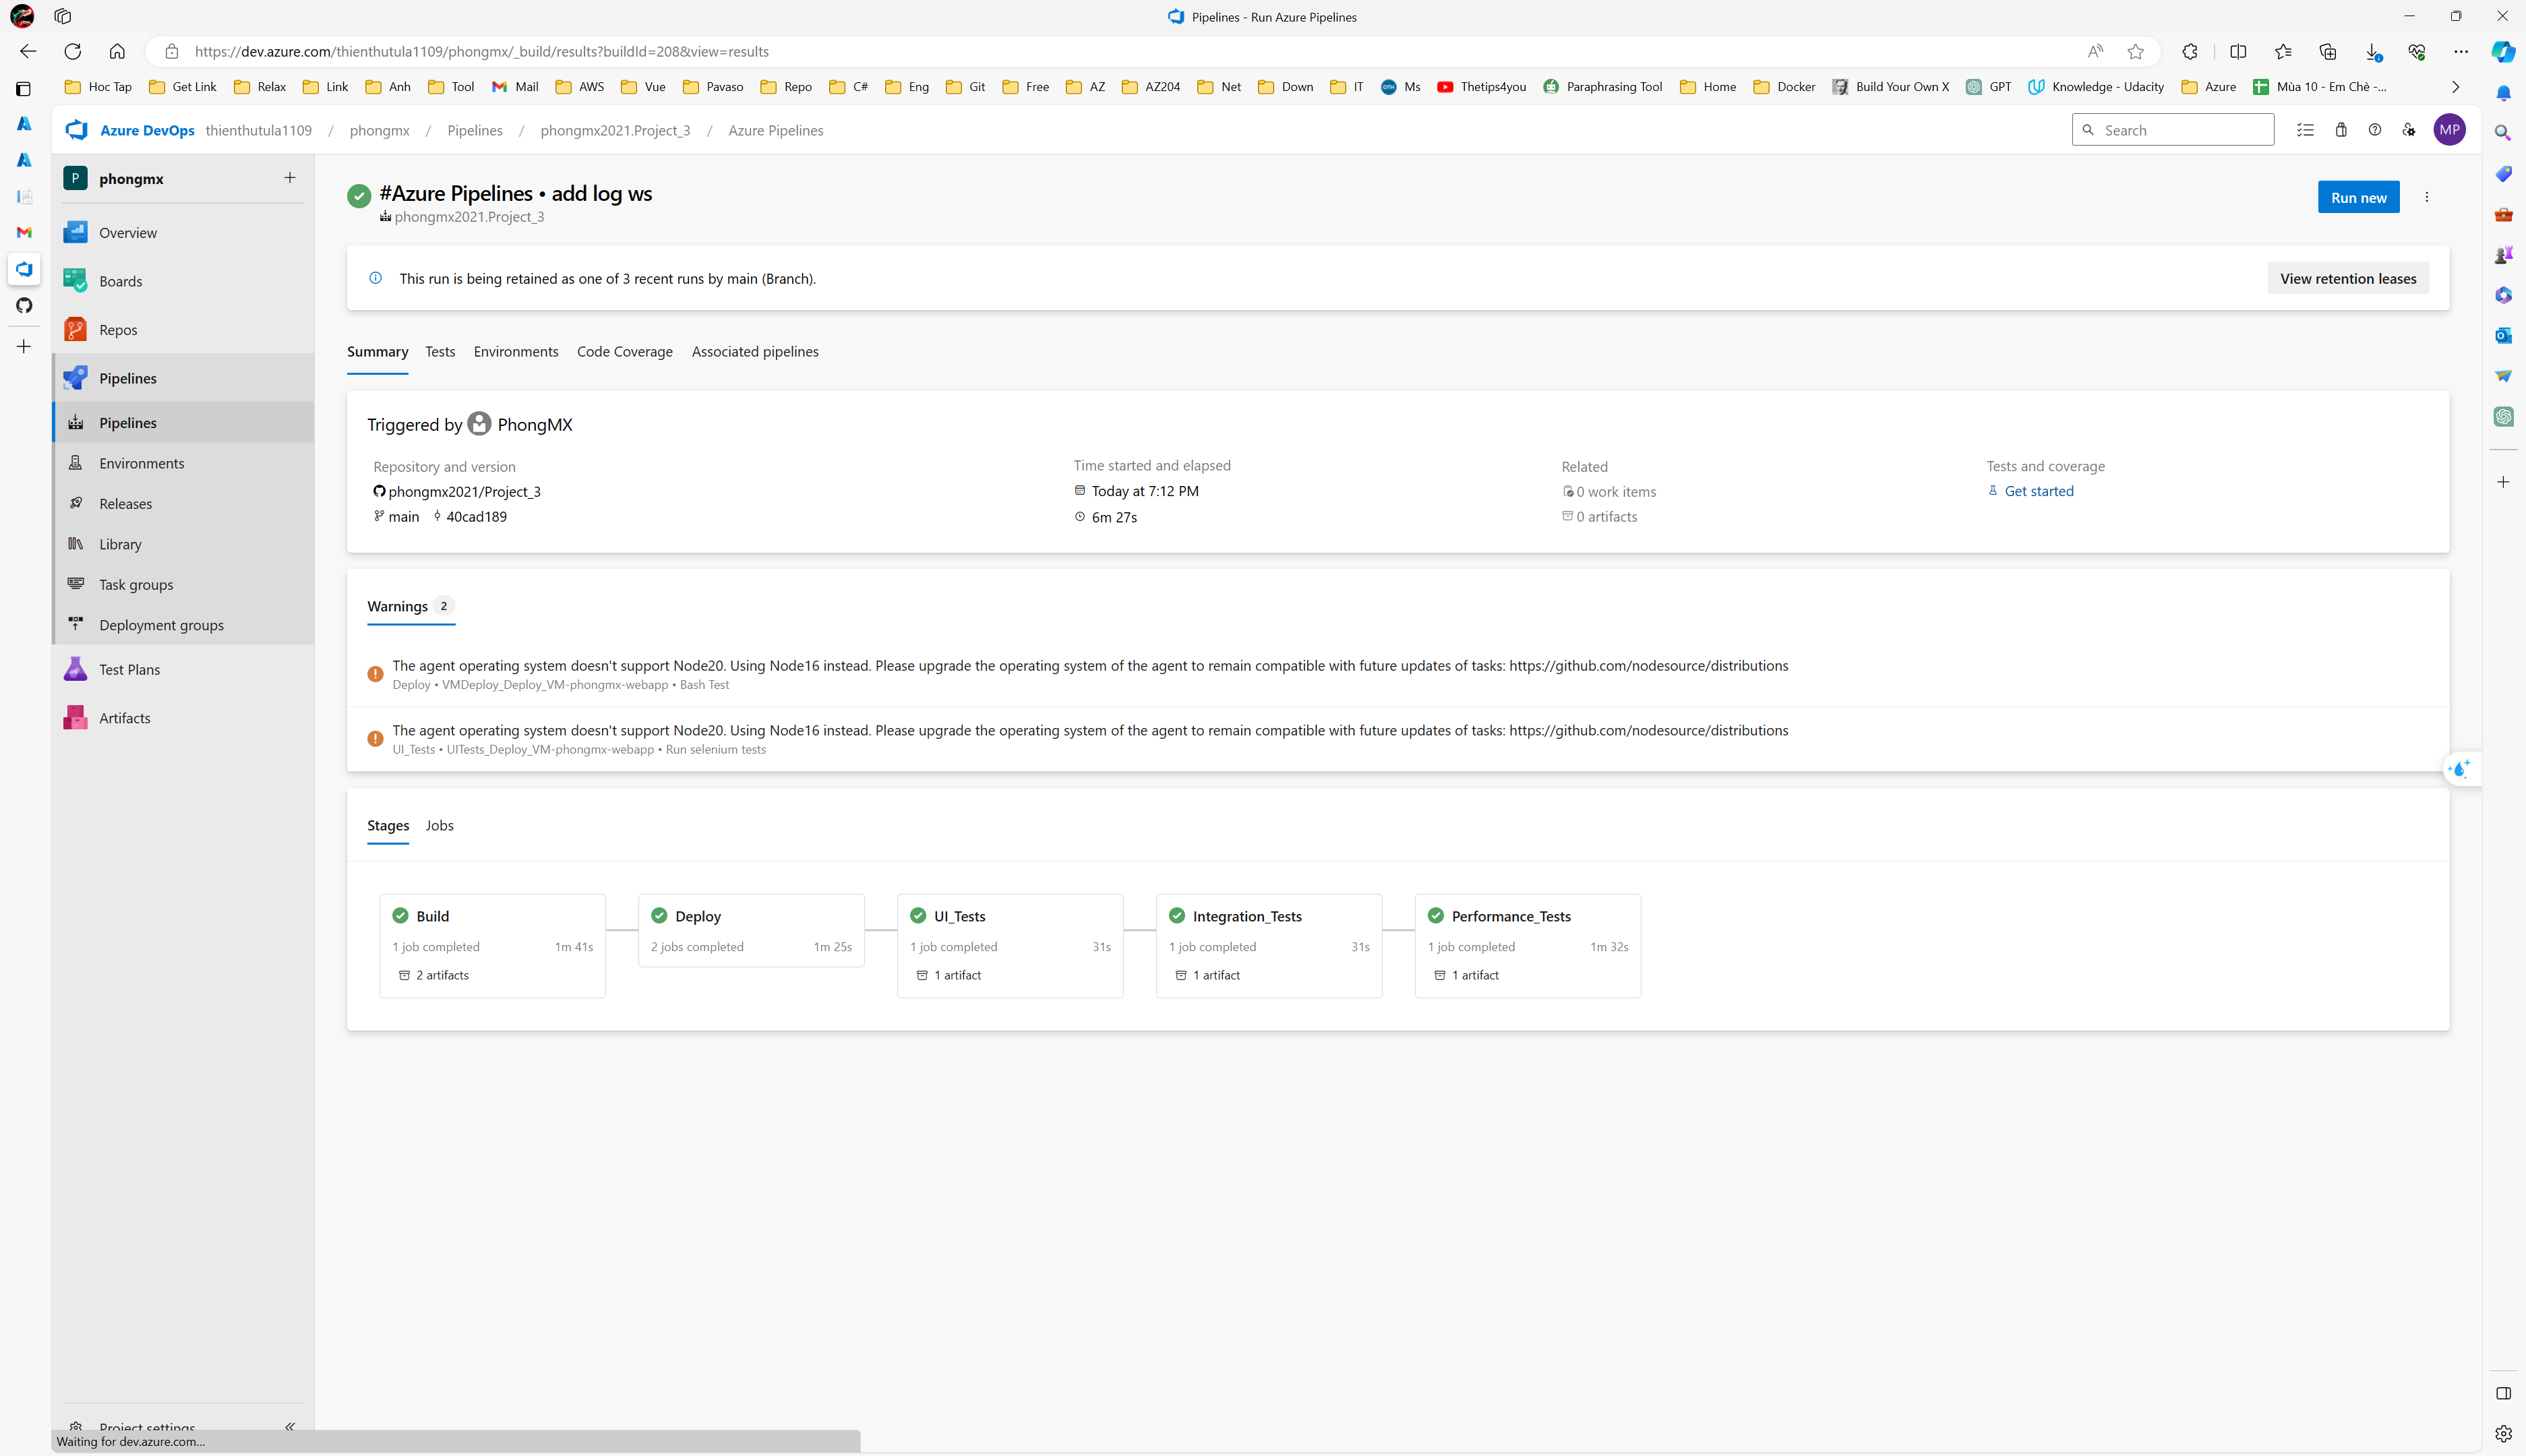 Pipelines - Run Azure Pipelines
https://dev.azure.com/thienthutula1109/phongmx/_build/results?buildId=208&view=results
Hoc Tap Get Link Relax Link Anh Tool Mail AWS Vue Pavaso Repo C# Eng Git Free AZ AZ204 Net Down IT Ms Thetips4you Paraphrasing Tool Home Docker Build Your Own X GPT Knowledge - Udacity Azure Mùa 10 - Em Chè -...
Azure DevOps thienthutula1109 / phongmx / Pipelines / phongmx2021.Project_3 / Azure Pipelines
Search
MP
P phongmx
Overview
Boards
Repos
Pipelines
Pipelines
Environments
Releases
Library
Task groups
Deployment groups
Test Plans
Artifacts
Project settings
Waiting for dev.azure.com...
#Azure Pipelines • add log ws
phongmx2021.Project_3
Run new
This run is being retained as one of 3 recent runs by main (Branch).
View retention leases
Summary Tests Environments Code Coverage Associated pipelines
Triggered by PhongMX
Repository and version
phongmx2021/Project_3
main 40cad189
Time started and elapsed
Today at 7:12 PM
6m 27s
Related
0 work items
0 artifacts
Tests and coverage
Get started
Warnings 2
The agent operating system doesn't support Node20. Using Node16 instead. Please upgrade the operating system of the agent to remain compatible with future updates of tasks: https://github.com/nodesource/distributions
Deploy • VMDeploy_Deploy_VM-phongmx-webapp • Bash Test
The agent operating system doesn't support Node20. Using Node16 instead. Please upgrade the operating system of the agent to remain compatible with future updates of tasks: https://github.com/nodesource/distributions
UI_Tests • UITests_Deploy_VM-phongmx-webapp • Run selenium tests
Stages Jobs
Build
1 job completed 1m 41s
2 artifacts
Deploy
2 jobs completed 1m 25s
UI_Tests
1 job completed 31s
1 artifact
Integration_Tests
1 job completed 31s
1 artifact
Performance_Tests
1 job completed 1m 32s
1 artifact